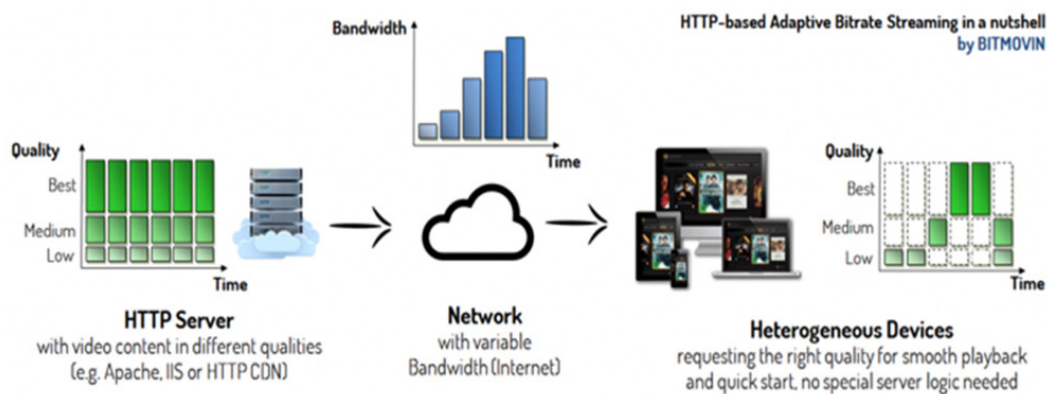 HTTP-based Adaptive Bitrate Streaming in a nutshell
by BITMOVIN
Bandwidth
Time
Quality
Best
Medium
Low
Time
Quality
Best
Medium
Low
Time
HTTP Server
with video content in different qualities
(e.g. Apache, IIS or HTTP CDN)
Network
with variable
Bandwidth (Internet)
Heterogeneous Devices
requesting the right quality for smooth playback
and quick start, no special server logic needed